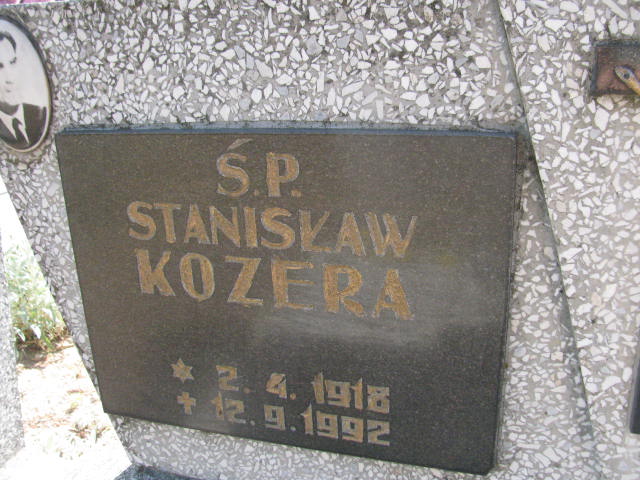 Ś.P.
STANISŁAW
KOZERA
* 2. 4. 1918
+ 12. 9. 1992